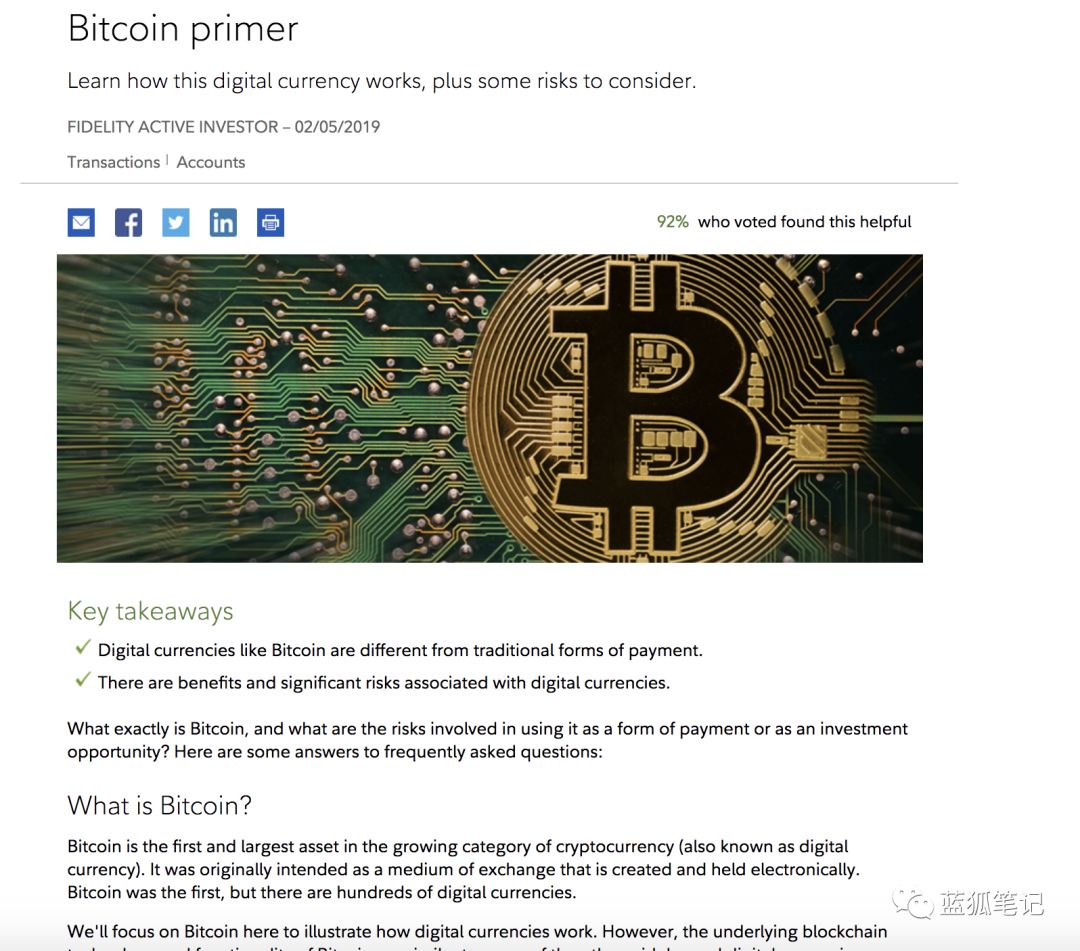 Bitcoin primer
Learn how this digital currency works, plus some risks to consider.
FIDELITY ACTIVE INVESTOR – 02/05/2019
Transactions | Accounts
92% who voted found this helpful
Key takeaways
Digital currencies like Bitcoin are different from traditional forms of payment.
There are benefits and significant risks associated with digital currencies.
What exactly is Bitcoin, and what are the risks involved in using it as a form of payment or as an investment
opportunity? Here are some answers to frequently asked questions:
What is Bitcoin?
Bitcoin is the first and largest asset in the growing category of cryptocurrency (also known as digital
currency). It was originally intended as a medium of exchange that is created and held electronically.
Bitcoin was the first, but there are hundreds of digital currencies.
蓝狐笔记
We'll focus on Bitcoin here to illustrate how digital currencies work. However, the underlying blockchain